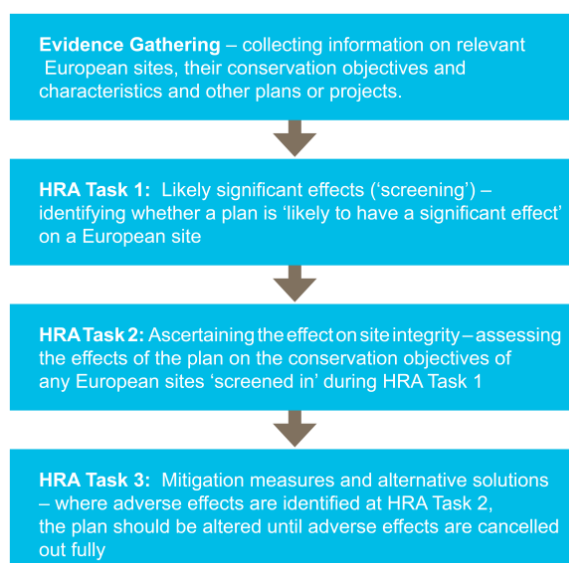 Evidence Gathering – collecting information on relevant
European sites, their conservation objectives and
characteristics and other plans or projects.
HRA Task 1: Likely significant effects (‘screening’) –
identifying whether a plan is ‘likely to have a significant effect’
on a European site
HRA Task 2: Ascertaining the effect on site integrity – assessing
the effects of the plan on the conservation objectives of
any European sites ‘screened in’ during HRA Task 1
HRA Task 3: Mitigation measures and alternative solutions
– where adverse effects are identified at HRA Task 2,
the plan should be altered until adverse effects are cancelled
out fully